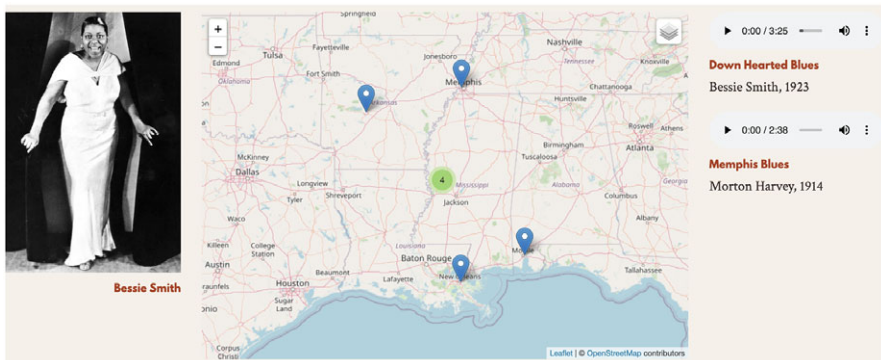 Bessie Smith
+
−
Springfield
Nashville
Tulsa
Fayetteville
Jonesboro
Tennessee
Knoxville
Edmond
Oklahoma
Fort Smith
Memphis
Chattanooga
Huntsville
Roswell
Athens
Birmingham
Atlanta
McKinney
Tuscaloosa
Dallas
4
Mississippi
Alabama
Georgia
Longview
Shreveport
Tyler
Jackson
Columbus
Waco
Albany
Killeen
College
Station
Louisiana
Baton Rouge
Austin
Beaumont
Lafayette
New Orleans
Tallahassee
Houston
Sugar
Land
Corpus
Christi
Leaflet | © OpenStreetMap contributors
0:00 / 3:25
Down Hearted Blues
Bessie Smith, 1923
0:00 / 2:38
Memphis Blues
Morton Harvey, 1914